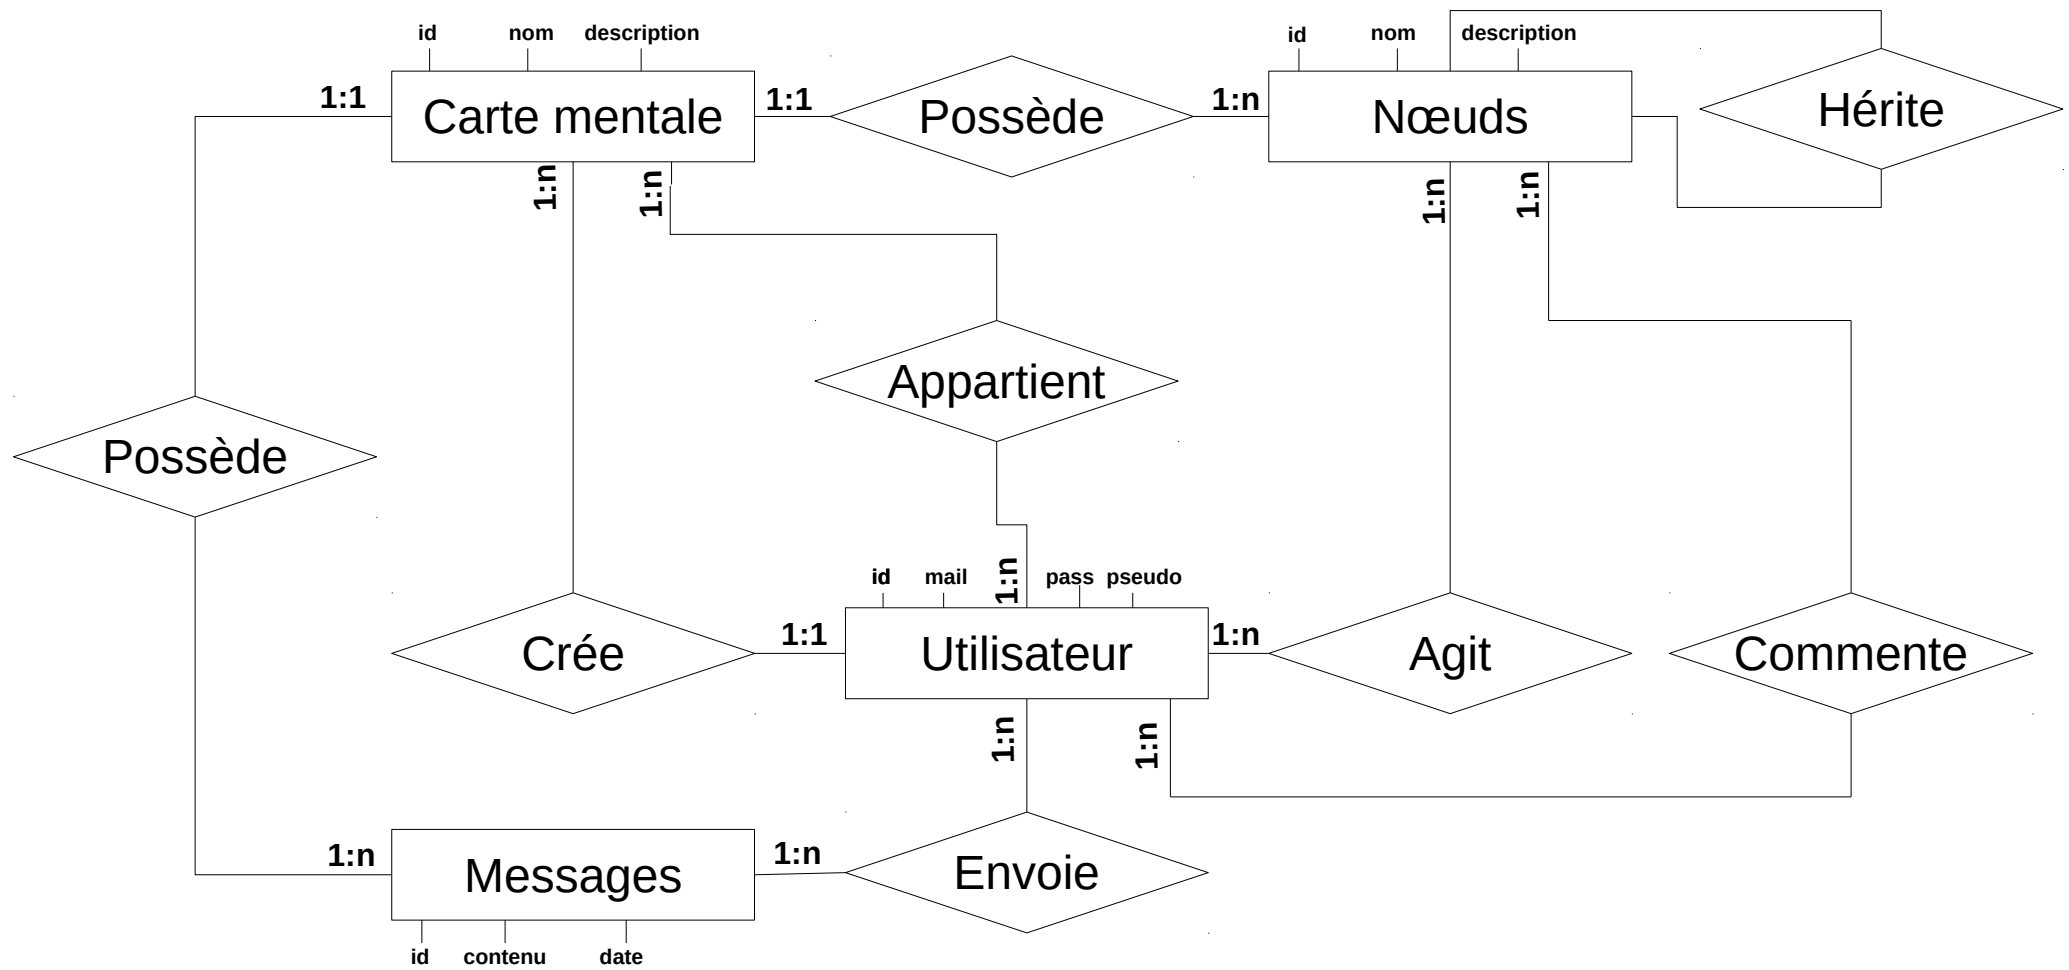 id nom description
id nom description
1:1 Carte mentale 1:1 Possède 1:n Nœuds Hérite
1:n 1:n 1:n 1:n
Appartient
Possède
1:n
id mail pass pseudo
Crée 1:1 Utilisateur 1:n Agit Commente
1:n 1:n
1:n Messages 1:n Envoie
id contenu date